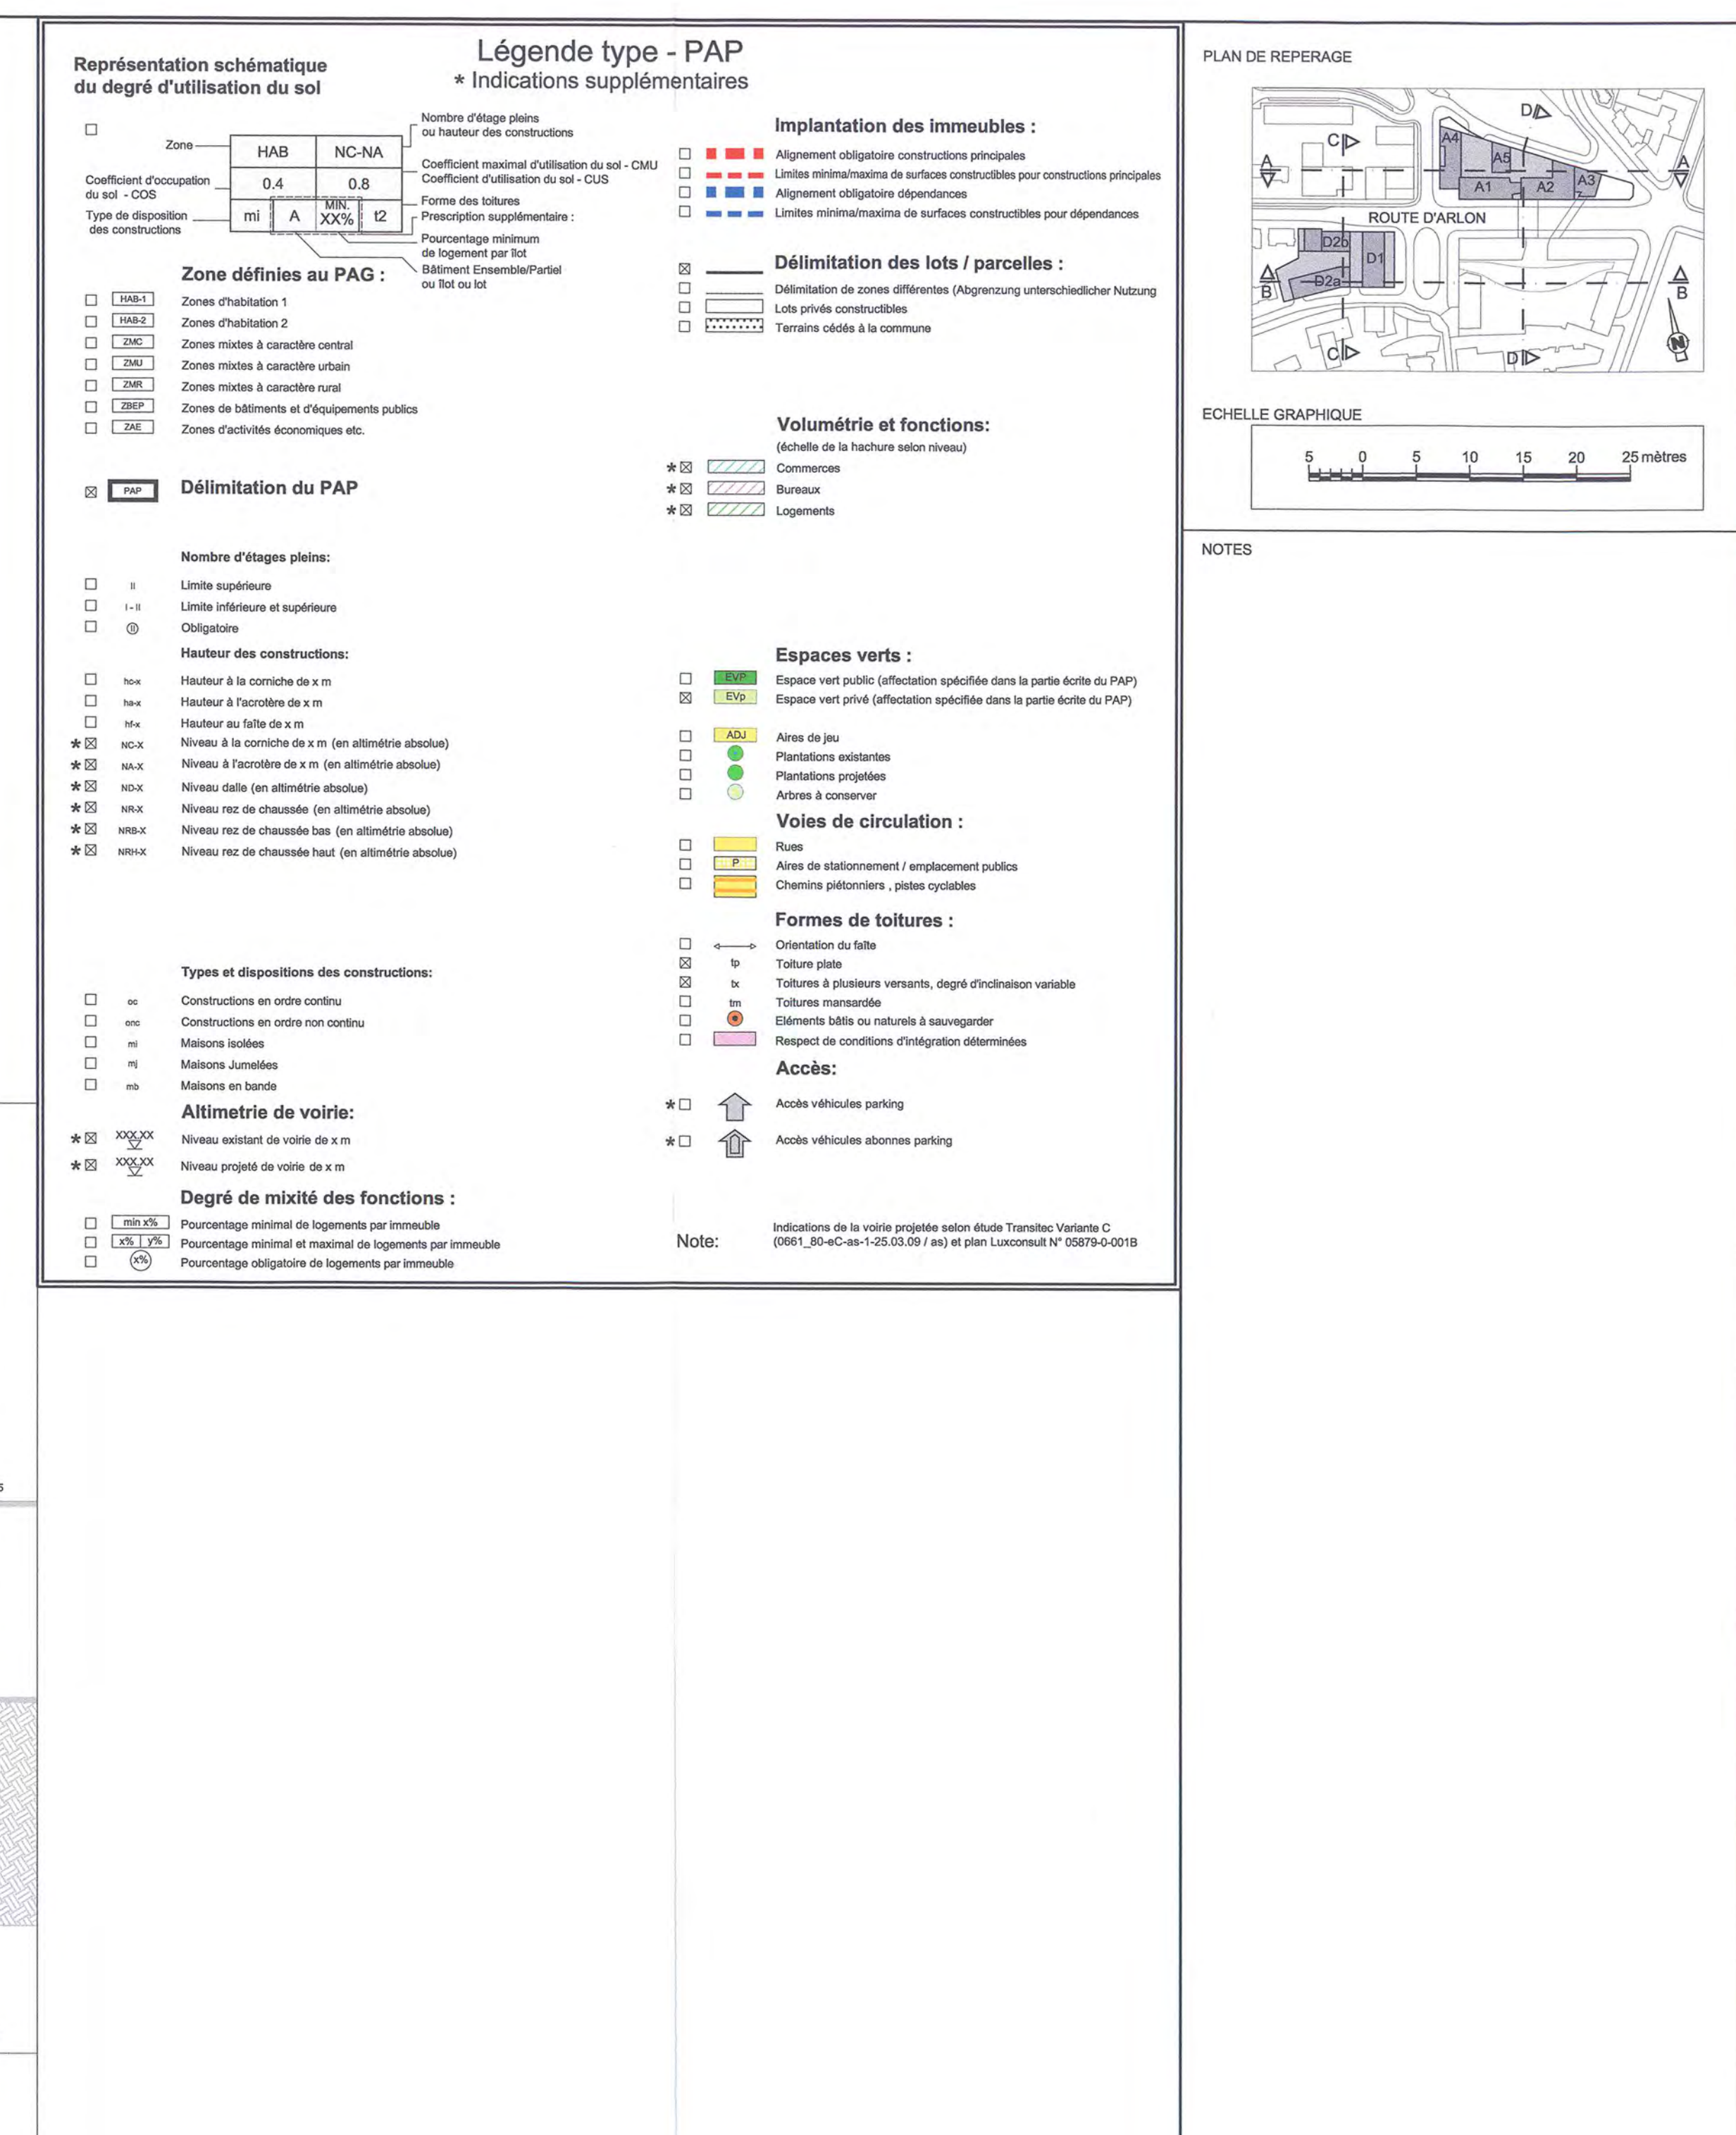 Légende type - PAP
* Indications supplémentaires
Représentation schématique
du degré d'utilisation du sol
Nombre d'étage pleins
ou hauteur des constructions
Zone
HAB
NC-NA
Coefficient maximal d'utilisation du sol - CMU
Coefficient d'utilisation du sol - CUS
Coefficient d'occupation
du sol - COS
0.4
0.8
Forme des toitures
Type de disposition
des constructions
mi
A
MIN.
XX%
t2
Prescription supplémentaire :
Pourcentage minimum
de logement par îlot
Bâtiment Ensemble/Partiel
ou îlot ou lot
Zone définies au PAG :
HAB-1 Zones d'habitation 1
HAB-2 Zones d'habitation 2
ZMC Zones mixtes à caractère central
ZMU Zones mixtes à caractère urbain
ZMR Zones mixtes à caractère rural
ZBEP Zones de bâtiments et d'équipements publics
ZAE Zones d'activités économiques etc.
PAP Délimitation du PAP
Nombre d'étages pleins:
II Limite supérieure
I - II Limite inférieure et supérieure
II Obligatoire
Hauteur des constructions:
hc-x Hauteur à la corniche de x m
ha-x Hauteur à l'acrotère de x m
hf-x Hauteur au faîte de x m
* NC-X Niveau à la corniche de x m (en altimétrie absolue)
* NA-X Niveau à l'acrotère de x m (en altimétrie absolue)
* ND-X Niveau dalle (en altimétrie absolue)
* NR-X Niveau rez de chaussée (en altimétrie absolue)
* NRB-X Niveau rez de chaussée bas (en altimétrie absolue)
* NRH-X Niveau rez de chaussée haut (en altimétrie absolue)
Types et dispositions des constructions:
oc Constructions en ordre continu
onc Constructions en ordre non continu
mi Maisons isolées
mj Maisons Jumelées
mb Maisons en bande
Altimetrie de voirie:
* XXX.XX Niveau existant de voirie de x m
* XXX.XX Niveau projeté de voirie de x m
Degré de mixité des fonctions :
min x% Pourcentage minimal de logements par immeuble
x% y% Pourcentage minimal et maximal de logements par immeuble
x% Pourcentage obligatoire de logements par immeuble
Implantation des immeubles :
Alignement obligatoire constructions principales
Limites minima/maxima de surfaces constructibles pour constructions principales
Alignement obligatoire dépendances
Limites minima/maxima de surfaces constructibles pour dépendances
Délimitation des lots / parcelles :
Délimitation de zones différentes (Abgrenzung unterschiedlicher Nutzung
Lots privés constructibles
Terrains cédés à la commune
Volumétrie et fonctions:
(échelle de la hachure selon niveau)
* Commerces
* Bureaux
* Logements
Espaces verts :
EVP Espace vert public (affectation spécifiée dans la partie écrite du PAP)
EVp Espace vert privé (affectation spécifiée dans la partie écrite du PAP)
ADJ Aires de jeu
Plantations existantes
Plantations projetées
Arbres à conserver
Voies de circulation :
Rues
P Aires de stationnement / emplacement publics
Chemins piétonniers , pistes cyclables
Formes de toitures :
Orientation du faîte
tp Toiture plate
tx Toitures à plusieurs versants, degré d'inclinaison variable
tm Toitures mansardée
Eléments bâtis ou naturels à sauvegarder
Respect de conditions d'intégration déterminées
Accès:
* Accès véhicules parking
* Accès véhicules abonnes parking
Note:
Indications de la voirie projetée selon étude Transitec Variante C
(0661_80-eC-as-1-25.03.09 / as) et plan Luxconsult N° 05879-0-001B
PLAN DE REPERAGE
D
C
A4
A
A5
A
A1
A2
A3
ROUTE D'ARLON
D2b
D1
B
D2a
B
C
D
N
ECHELLE GRAPHIQUE
5 0 5 10 15 20 25 mètres
NOTES
5